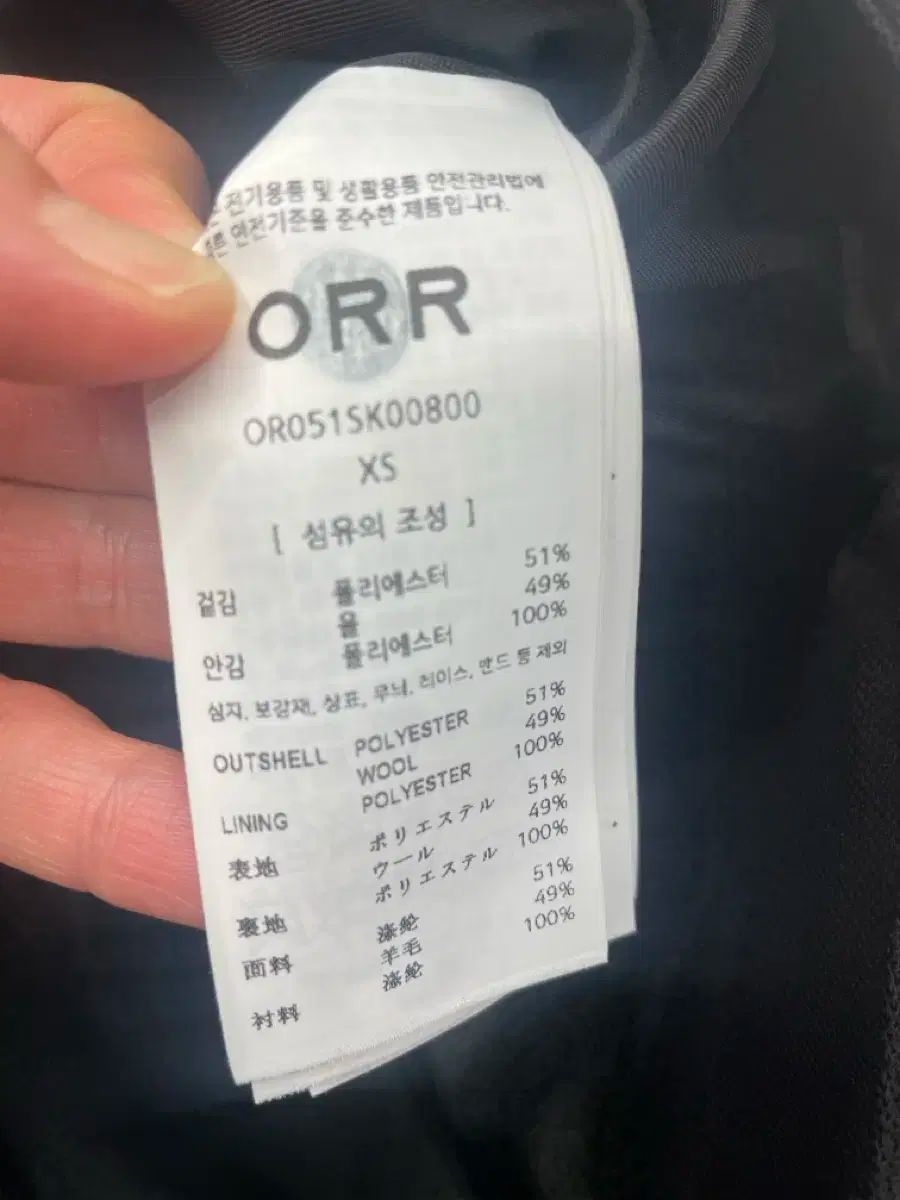 전기용품 및 생활용품 안전관리법에
안전기준을 준수한 제품입니다.
ORR
OR051SK00800
XS
[ 섬유의 조성 ]
겉감 폴리에스터 51%
울 49%
안감 폴리에스터 100%
심지, 보강재, 상표, 무늬, 레이스, 밴드 등 제외
OUTSHELL POLYESTER 51%
WOOL 49%
LINING POLYESTER 100%
表地 ポリエステル 51%
ウール 49%
裏地 ポリエステル 100%
面料 涤纶 51%
羊毛 49%
衬料 涤纶 100%